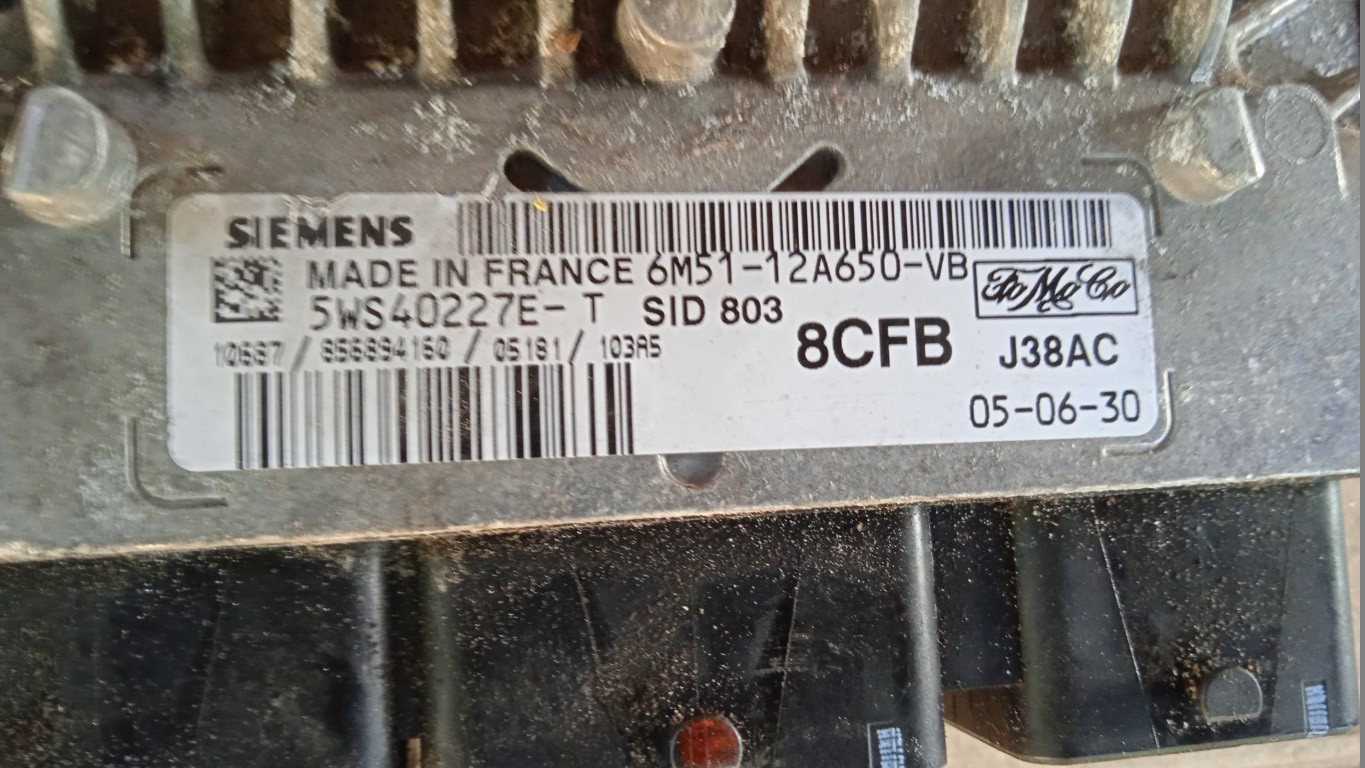 SIEMENS
MADE IN FRANCE 6M51-12A650-VB
FoMoCo
5WS40227E-T SID 803
10687 / 856894160 / 05181 / 103A5
8CFB J38AC
05-06-30